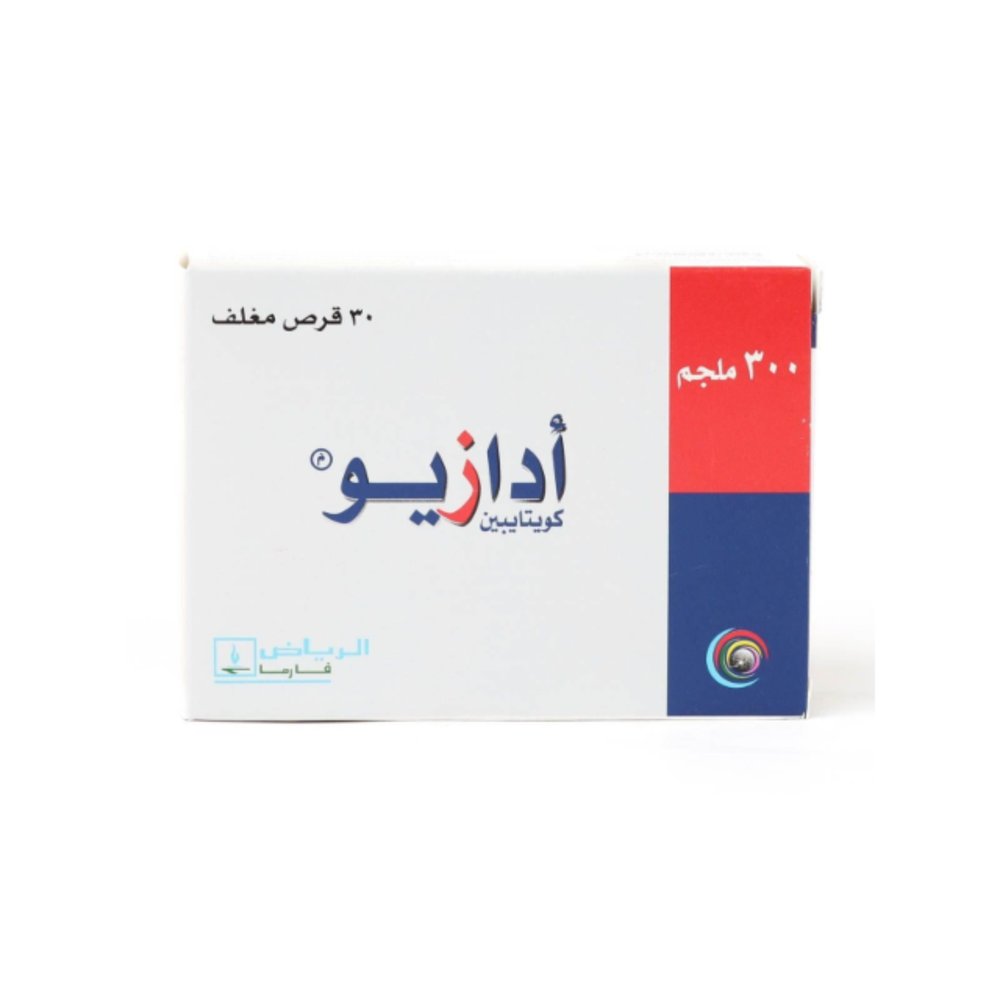 ٣٠ قرص مغلف
٣٠٠ ملجم
أدازيو
م
كويتايبين
الرياض
فارما